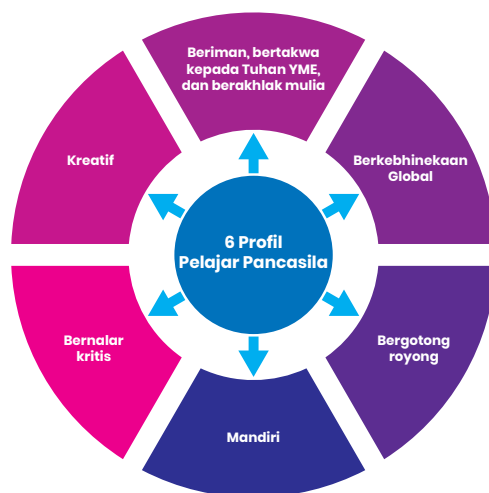 Beriman, bertakwa
kepada Tuhan YME,
dan berakhlak mulia
Kreatif
Berkebhinekaan
Global
6 Profil
Pelajar Pancasila
Bernalar
kritis
Bergotong
royong
Mandiri